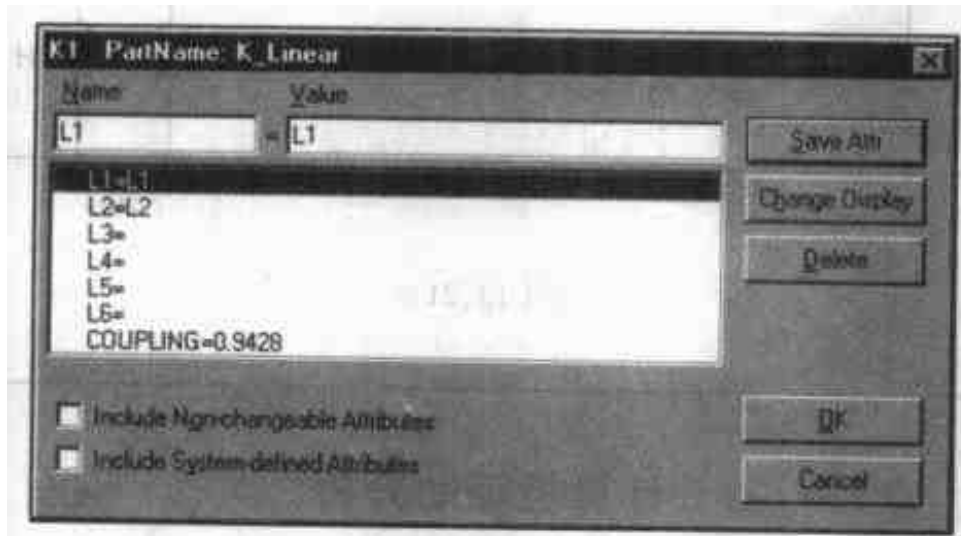 K1 PartName: K_Linear
Name Value
L1 = L1
Save Attr
L1=L1
L2=L2
L3=
L4=
L5=
L6=
COUPLING=0.9428
Change Display
Delete
Include Non-changeable Attributes
Include System-defined Attributes
OK
Cancel